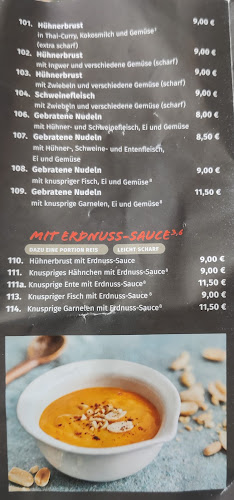 101. Hühnerbrust 9,00 €
in Thai-Curry, Kokosmilch und Gemüse
(extra scharf)
102. Hühnerbrust 9,00 €
mit Ingwer und verschiedene Gemüse (scharf)
103. Hühnerbrust 9,00 €
mit Zwiebeln und verschiedene Gemüse (scharf)
104. Schweinefleisch 9,00 €
mit Zwiebeln und verschiedene Gemüse (scharf)
106. Gebratene Nudeln 8,00 €
mit Hühner- und Schweinefleisch, Ei und Gemüse
107. Gebratene Nudeln 8,50 €
mit Hühner-, Schweine- und Entenfleisch,
Ei und Gemüse
108. Gebratene Nudeln 9,00 €
mit knuspriger Fisch, Ei und Gemüse
109. Gebratene Nudeln 11,50 €
mit knusprige Garnelen, Ei und Gemüse
MIT ERDNUSS-SAUCE 3,6
DAZU EINE PORTION REIS LEICHT SCHARF
110. Hühnerbrust mit Erdnuss-Sauce 9,00 €
111. Knuspriges Hähnchen mit Erdnuss-Sauce 9,00 €
111a. Knusprige Ente mit Erdnuss-Sauce 11,50 €
113. Knuspriger Fisch mit Erdnuss-Sauce 9,00 €
114. Knusprige Garnelen mit Erdnuss-Sauce 11,50 €